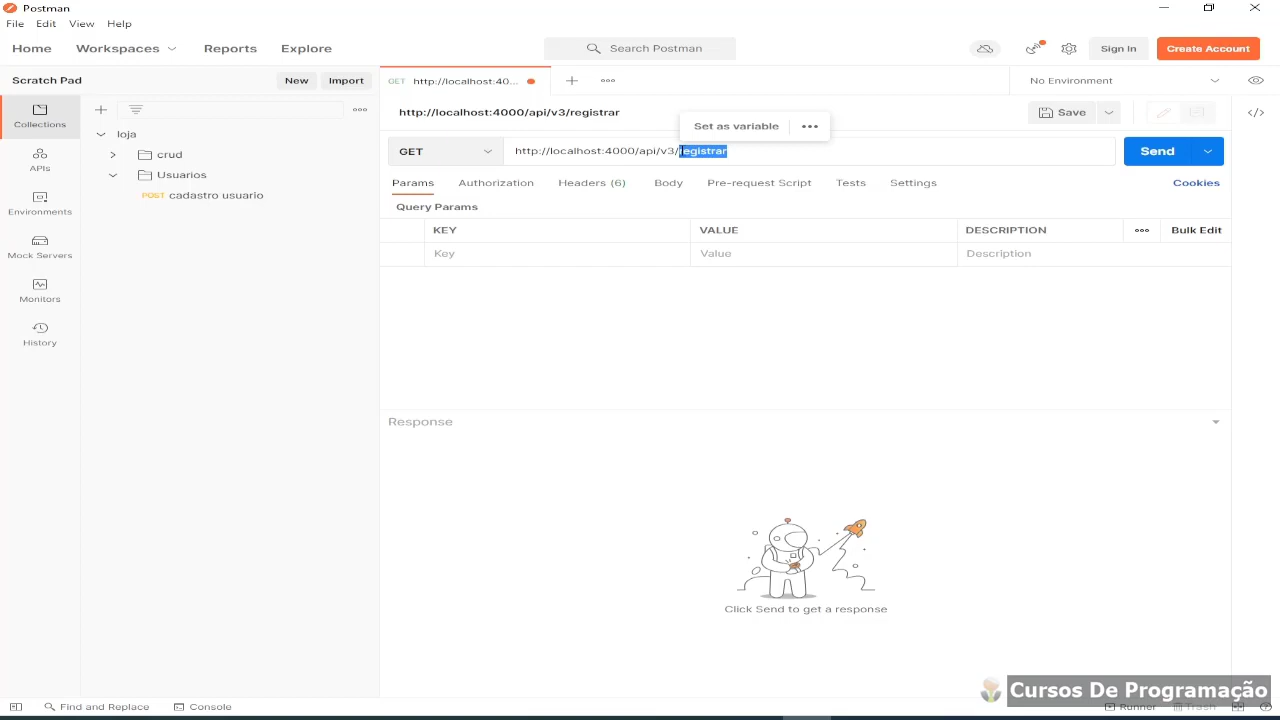 Postman
File Edit View Help
Home Workspaces Reports Explore Search Postman Sign In Create Account
Scratch Pad New Import GET http://localhost:40... No Environment
Collections
APIs
Environments
Mock Servers
Monitors
History
loja
crud
Usuarios
POST cadastro usuario
http://localhost:4000/api/v3/registrar Save
Set as variable
GET http://localhost:4000/api/v3/registrar Send
Params Authorization Headers (6) Body Pre-request Script Tests Settings Cookies
Query Params
KEY VALUE DESCRIPTION Bulk Edit
Key Value Description
Response
Click Send to get a response
Cursos De Programação
Find and Replace Console Runner Trash